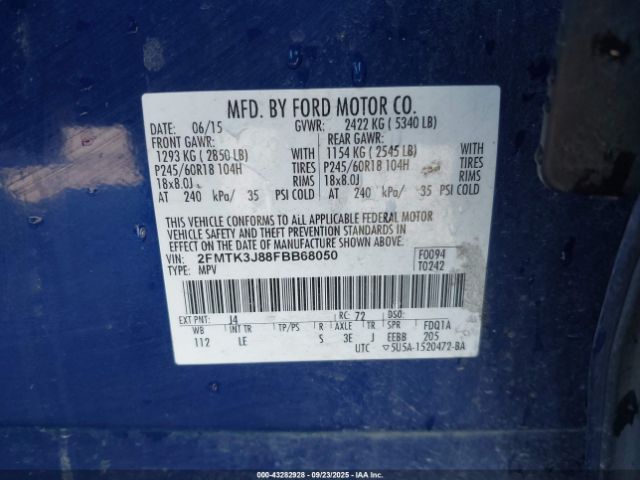 MFD. BY FORD MOTOR CO.
DATE: 06/15 GVWR: 2422 KG ( 5340 LB)
FRONT GAWR: REAR GAWR:
1293 KG ( 2850 LB) WITH 1154 KG ( 2545 LB) WITH
P245/60R18 104H TIRES P245/60R18 104H TIRES
18x8.0J RIMS 18x8.0J RIMS
AT 240 kPa/ 35 PSI COLD AT 240 kPa/ 35 PSI COLD
THIS VEHICLE CONFORMS TO ALL APPLICABLE FEDERAL MOTOR
VEHICLE SAFETY AND THEFT PREVENTION STANDARDS IN
EFFECT ON THE DATE OF MANUFACTURE SHOWN ABOVE.
VIN: 2FMTK3J88FBB68050 F0094
TYPE: MPV T0242
EXT PNT: J4 RC: 72 DSO:
WB INT TR TP/PS R AXLE TR SPR FDQ1A
112 LE S 3E J EEBB 205
UTC ▽5U5A-1520472-BA
000-43282928 - 09/23/2025 - IAAI.COM